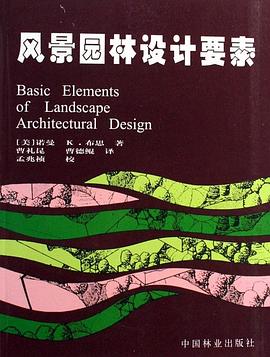 风景园林设计要素
Basic Elements
of Landscape
Architectural Design
[美]诺曼 K·布思 著
曹礼昆 曹德鲲 译
孟兆祯 校
中国林业出版社